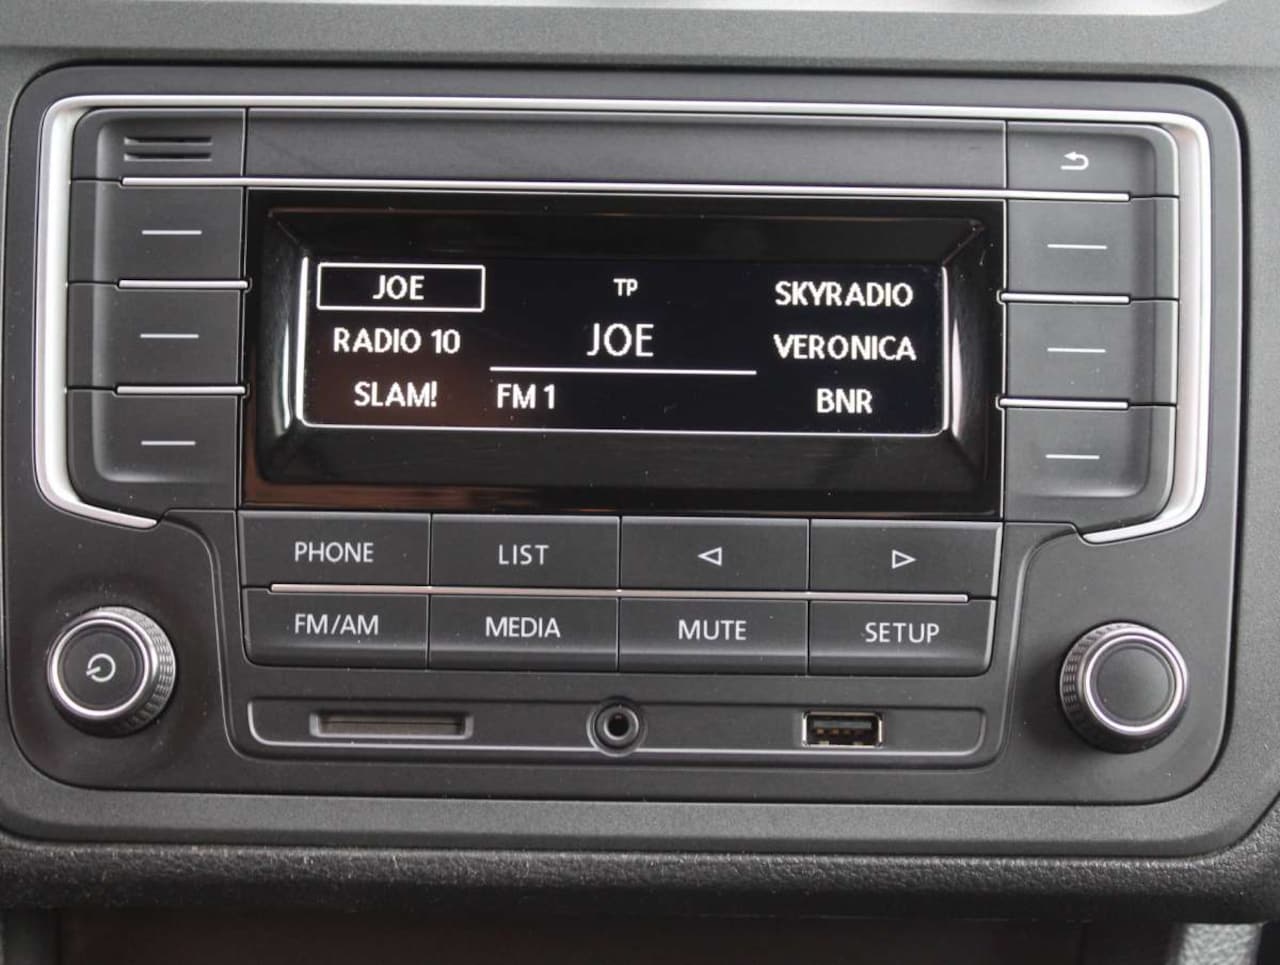 JOE
RADIO 10
SLAM!
TP
JOE
FM 1
SKYRADIO
VERONICA
BNR
PHONE
LIST
FM/AM
MEDIA
MUTE
SETUP